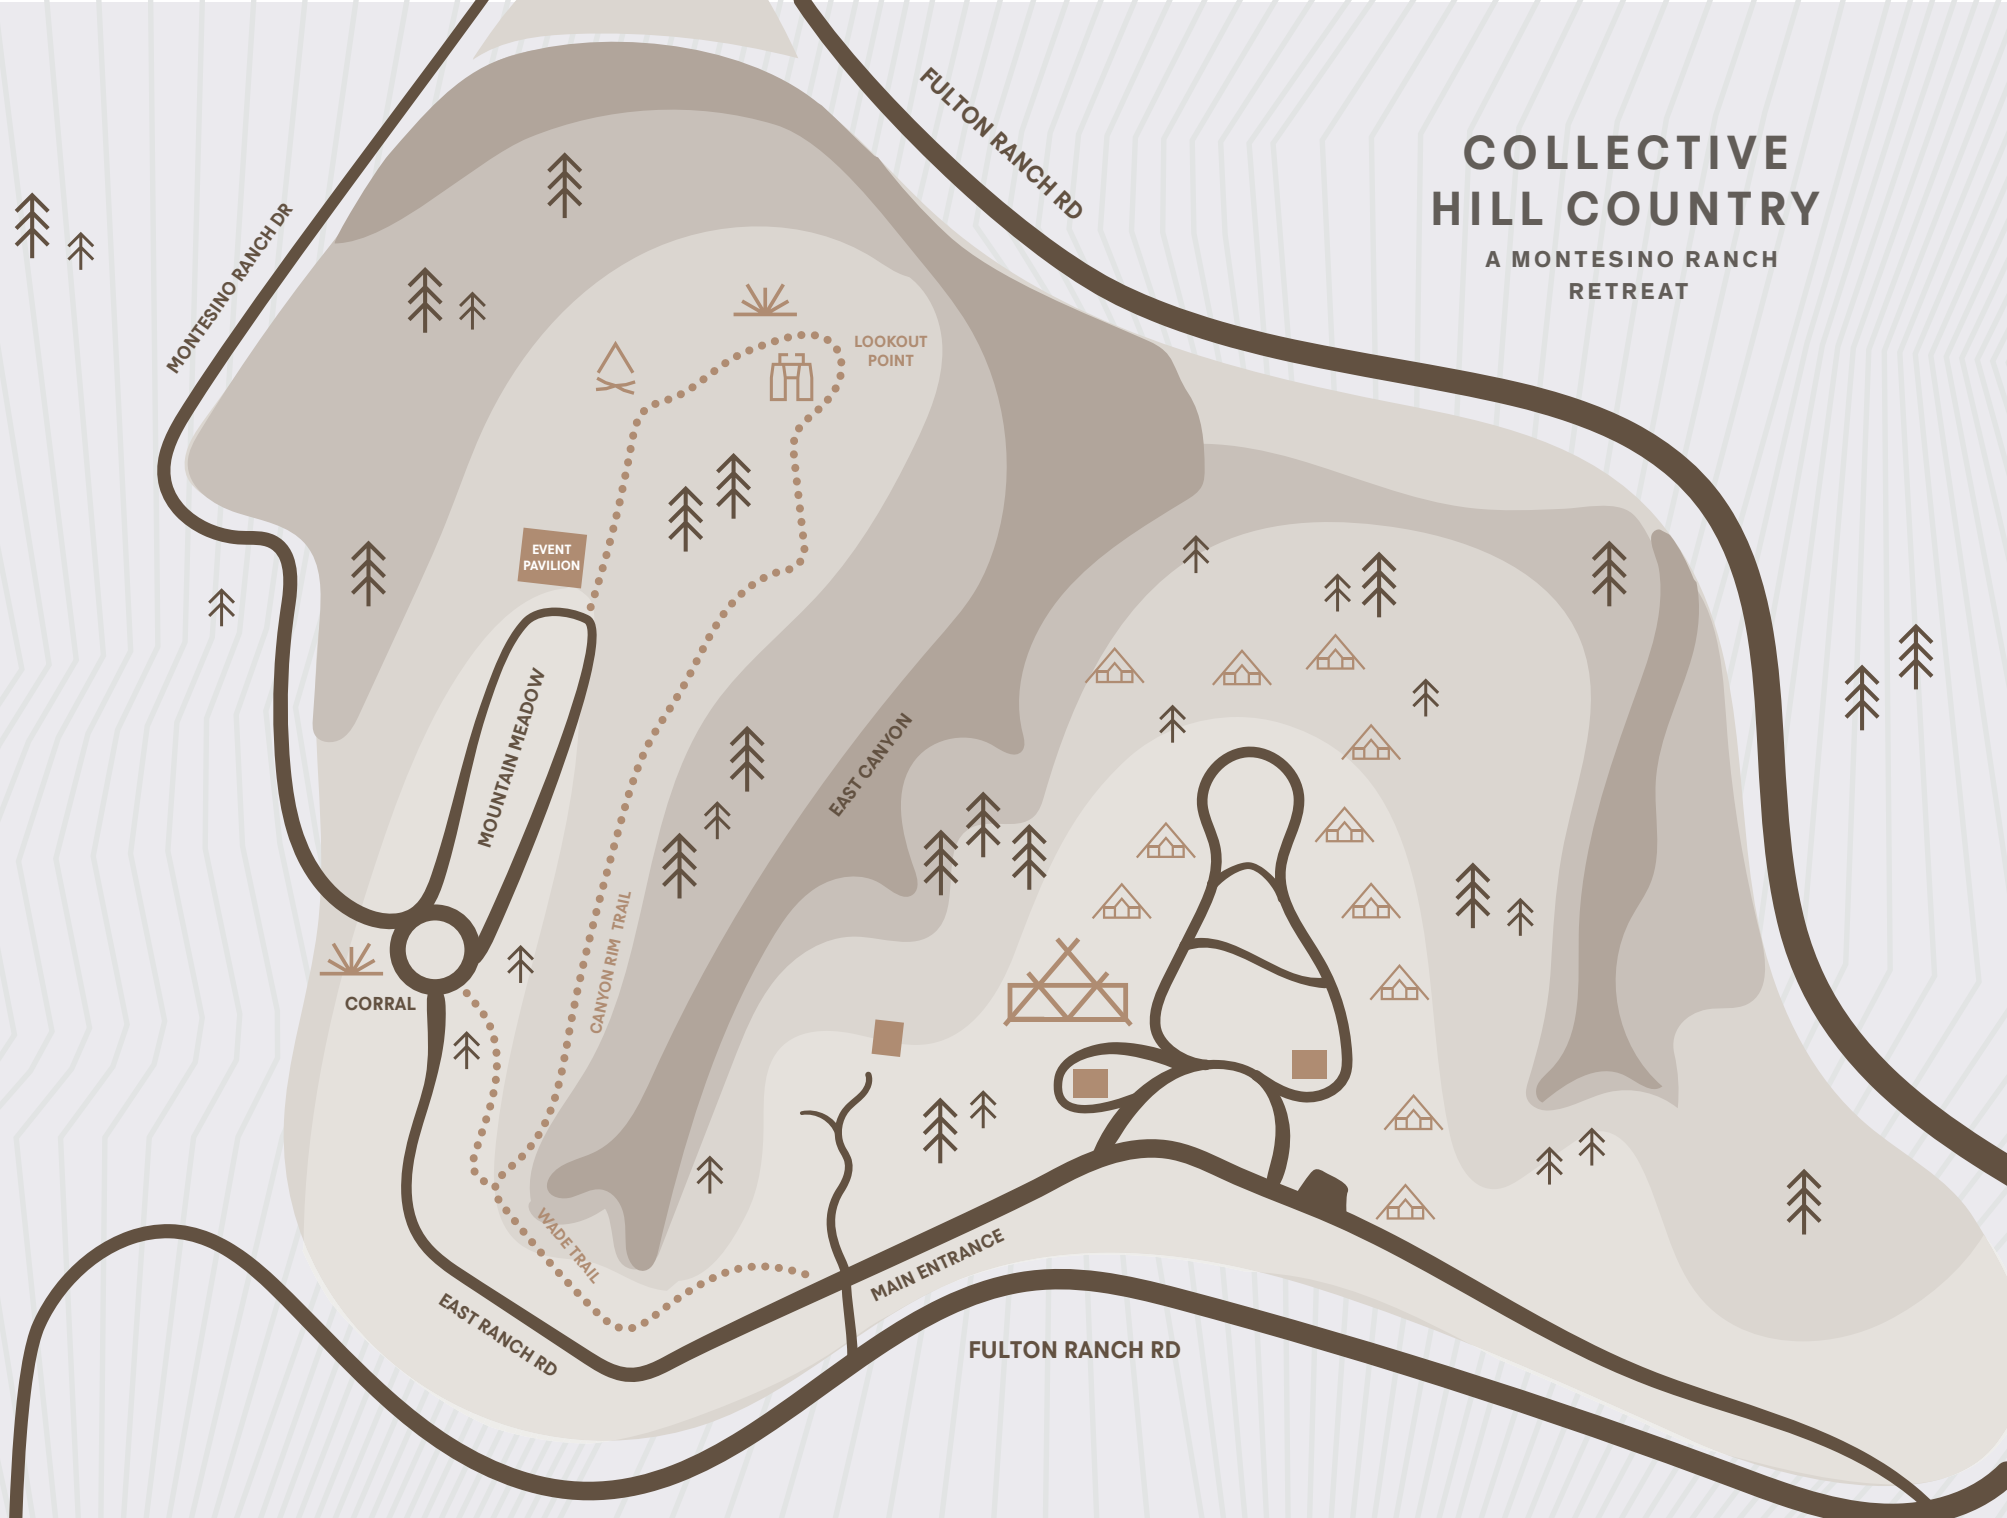 COLLECTIVE
HILL COUNTRY
A MONTESINO RANCH
RETREAT
FULTON RANCH RD
MONTESINO RANCH DR
LOOKOUT
POINT
EVENT
PAVILION
MOUNTAIN MEADOW
EAST CANYON
CANYON RIM TRAIL
CORRAL
WADE TRAIL
MAIN ENTRANCE
EAST RANCH RD
FULTON RANCH RD